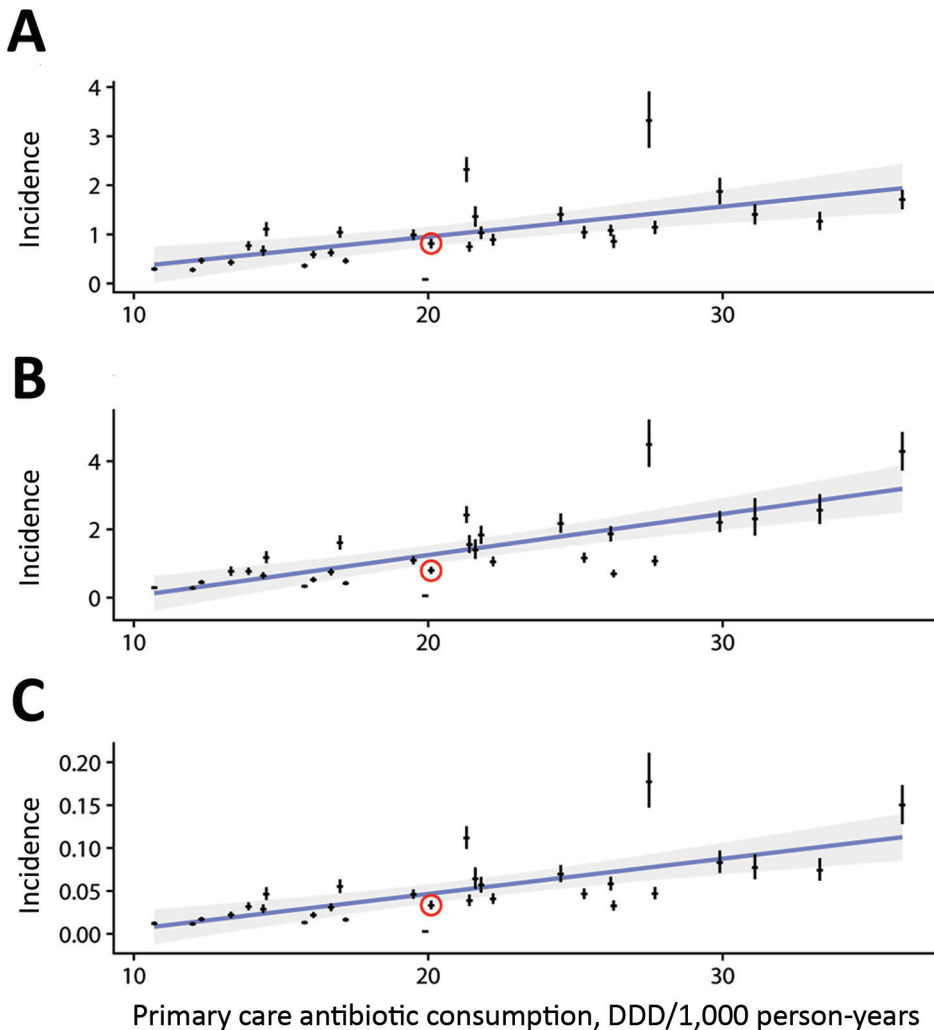 A
Incidence
4
3
2
1
0
10 20 30
B
Incidence
4
2
0
10 20 30
C
Incidence
0.20
0.15
0.10
0.05
0.00
10 20 30
Primary care antibiotic consumption, DDD/1,000 person-years